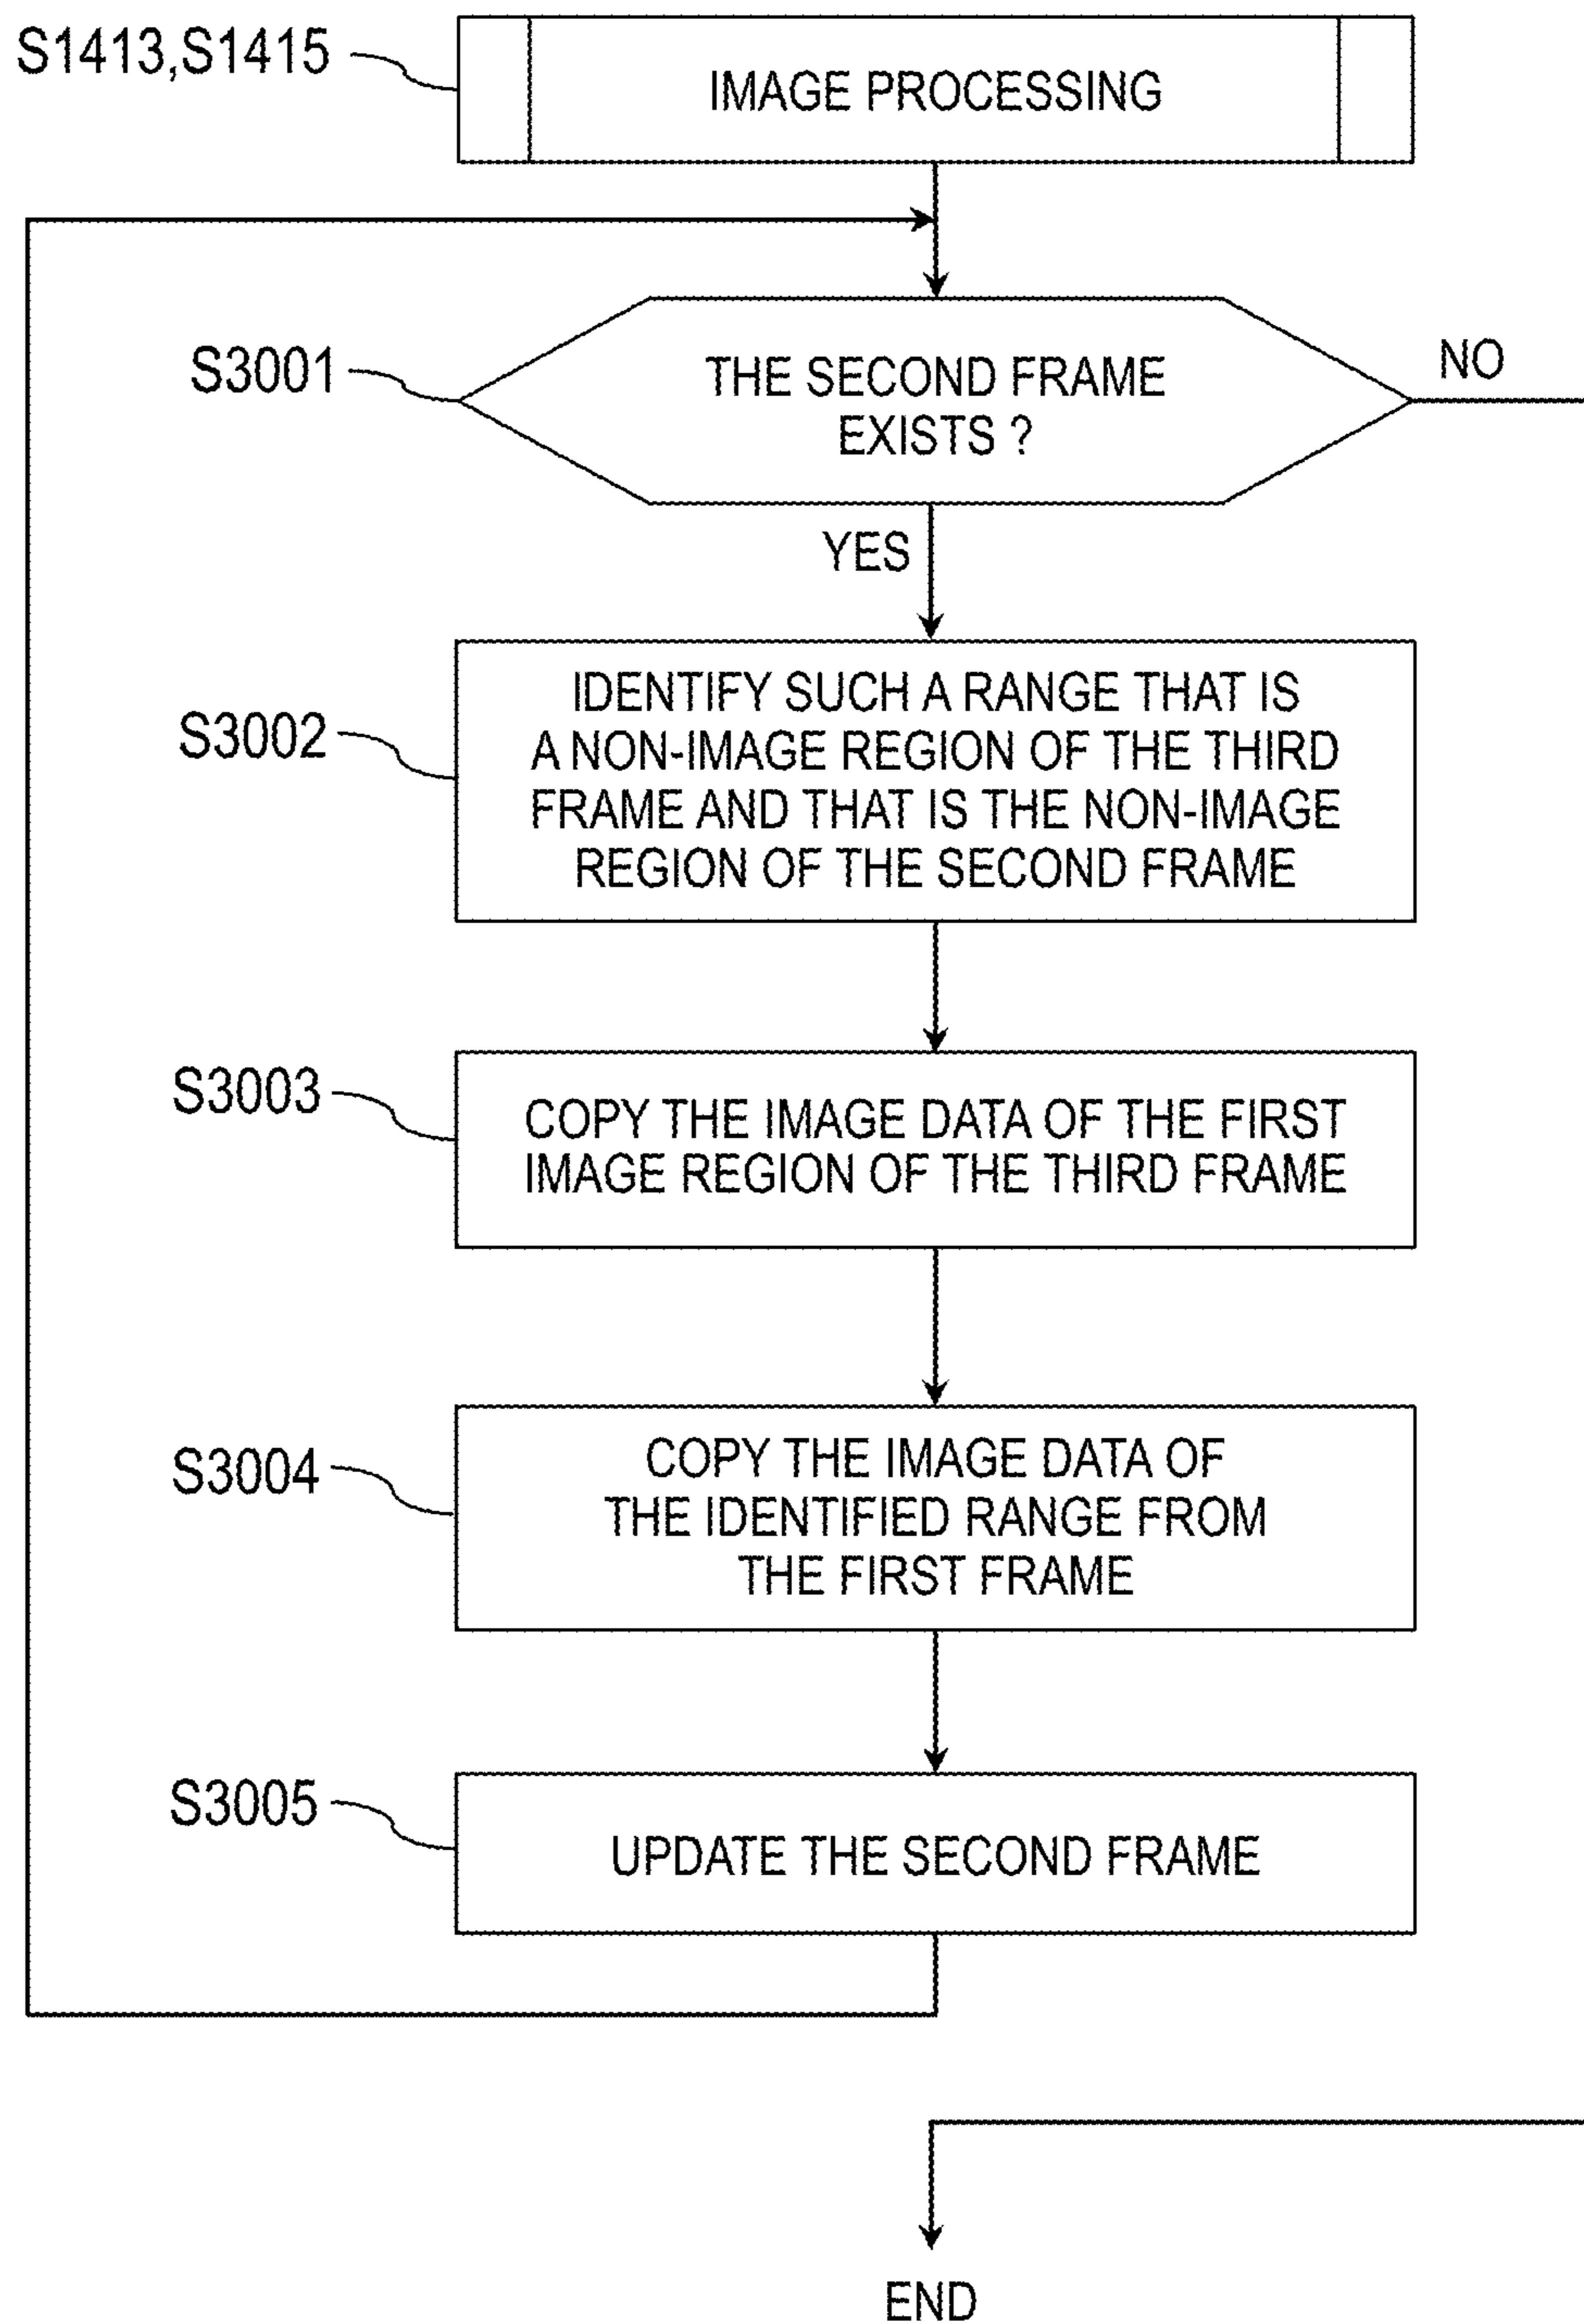 S1413,S1415
IMAGE PROCESSING
S3001
THE SECOND FRAME
EXISTS ?
NO
YES
S3002
IDENTIFY SUCH A RANGE THAT IS
A NON-IMAGE REGION OF THE THIRD
FRAME AND THAT IS THE NON-IMAGE
REGION OF THE SECOND FRAME
S3003
COPY THE IMAGE DATA OF THE FIRST
IMAGE REGION OF THE THIRD FRAME
S3004
COPY THE IMAGE DATA OF
THE IDENTIFIED RANGE FROM
THE FIRST FRAME
S3005
UPDATE THE SECOND FRAME
END